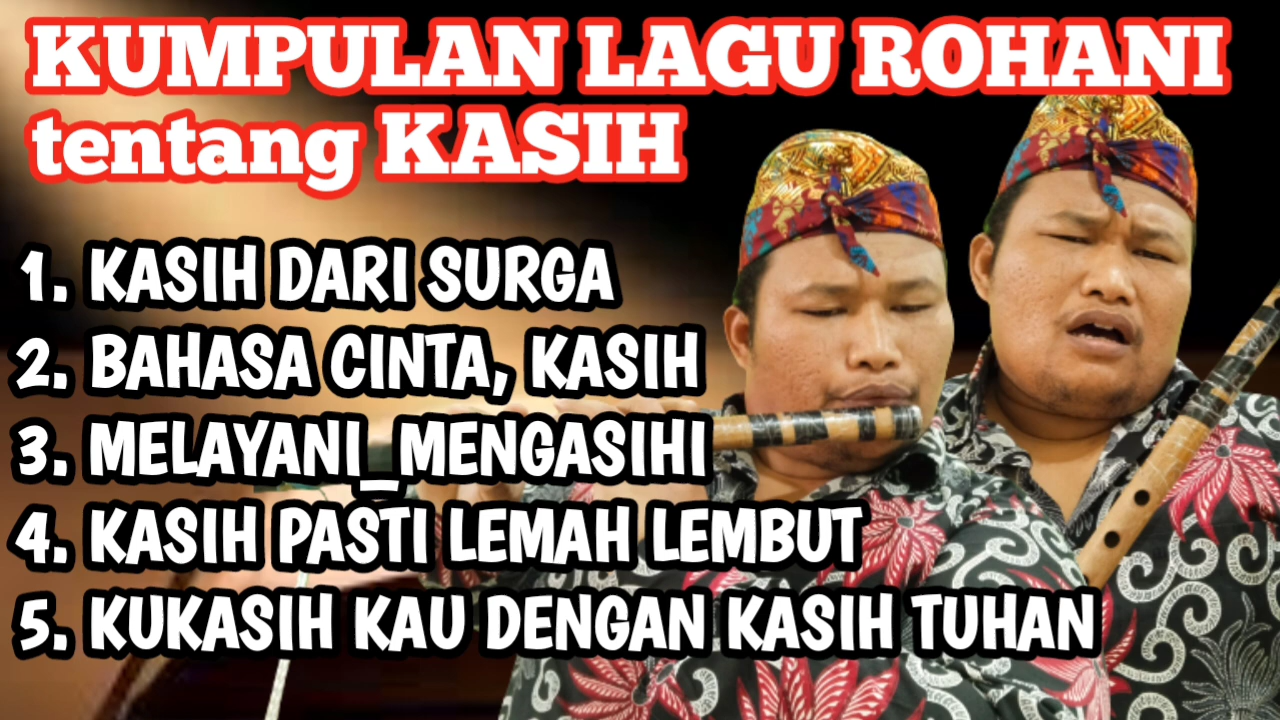 KUMPULAN LAGU ROHANI
tentang KASIH
1. KASIH DARI SURGA
2. BAHASA CINTA, KASIH
3. MELAYANI_MENGASIHI
4. KASIH PASTI LEMAH LEMBUT
5. KUKASIH KAU DENGAN KASIH TUHAN